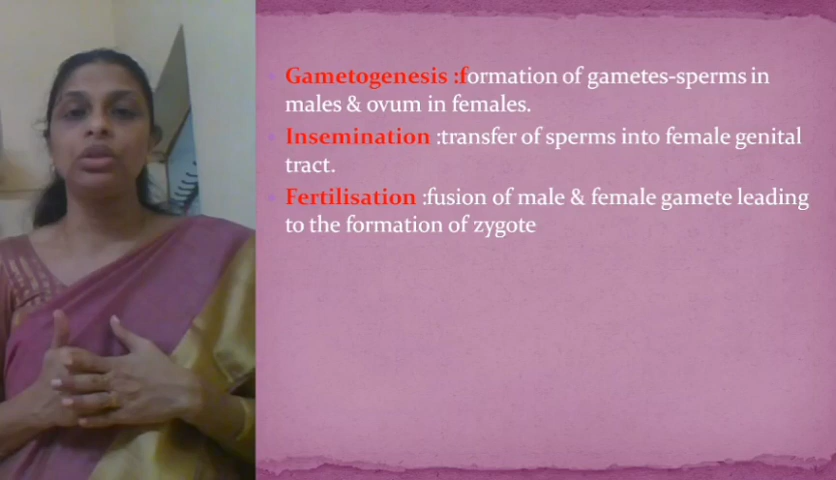 Gametogenesis :formation of gametes-sperms in
males & ovum in females.
Insemination :transfer of sperms into female genital
tract.
Fertilisation :fusion of male & female gamete leading
to the formation of zygote